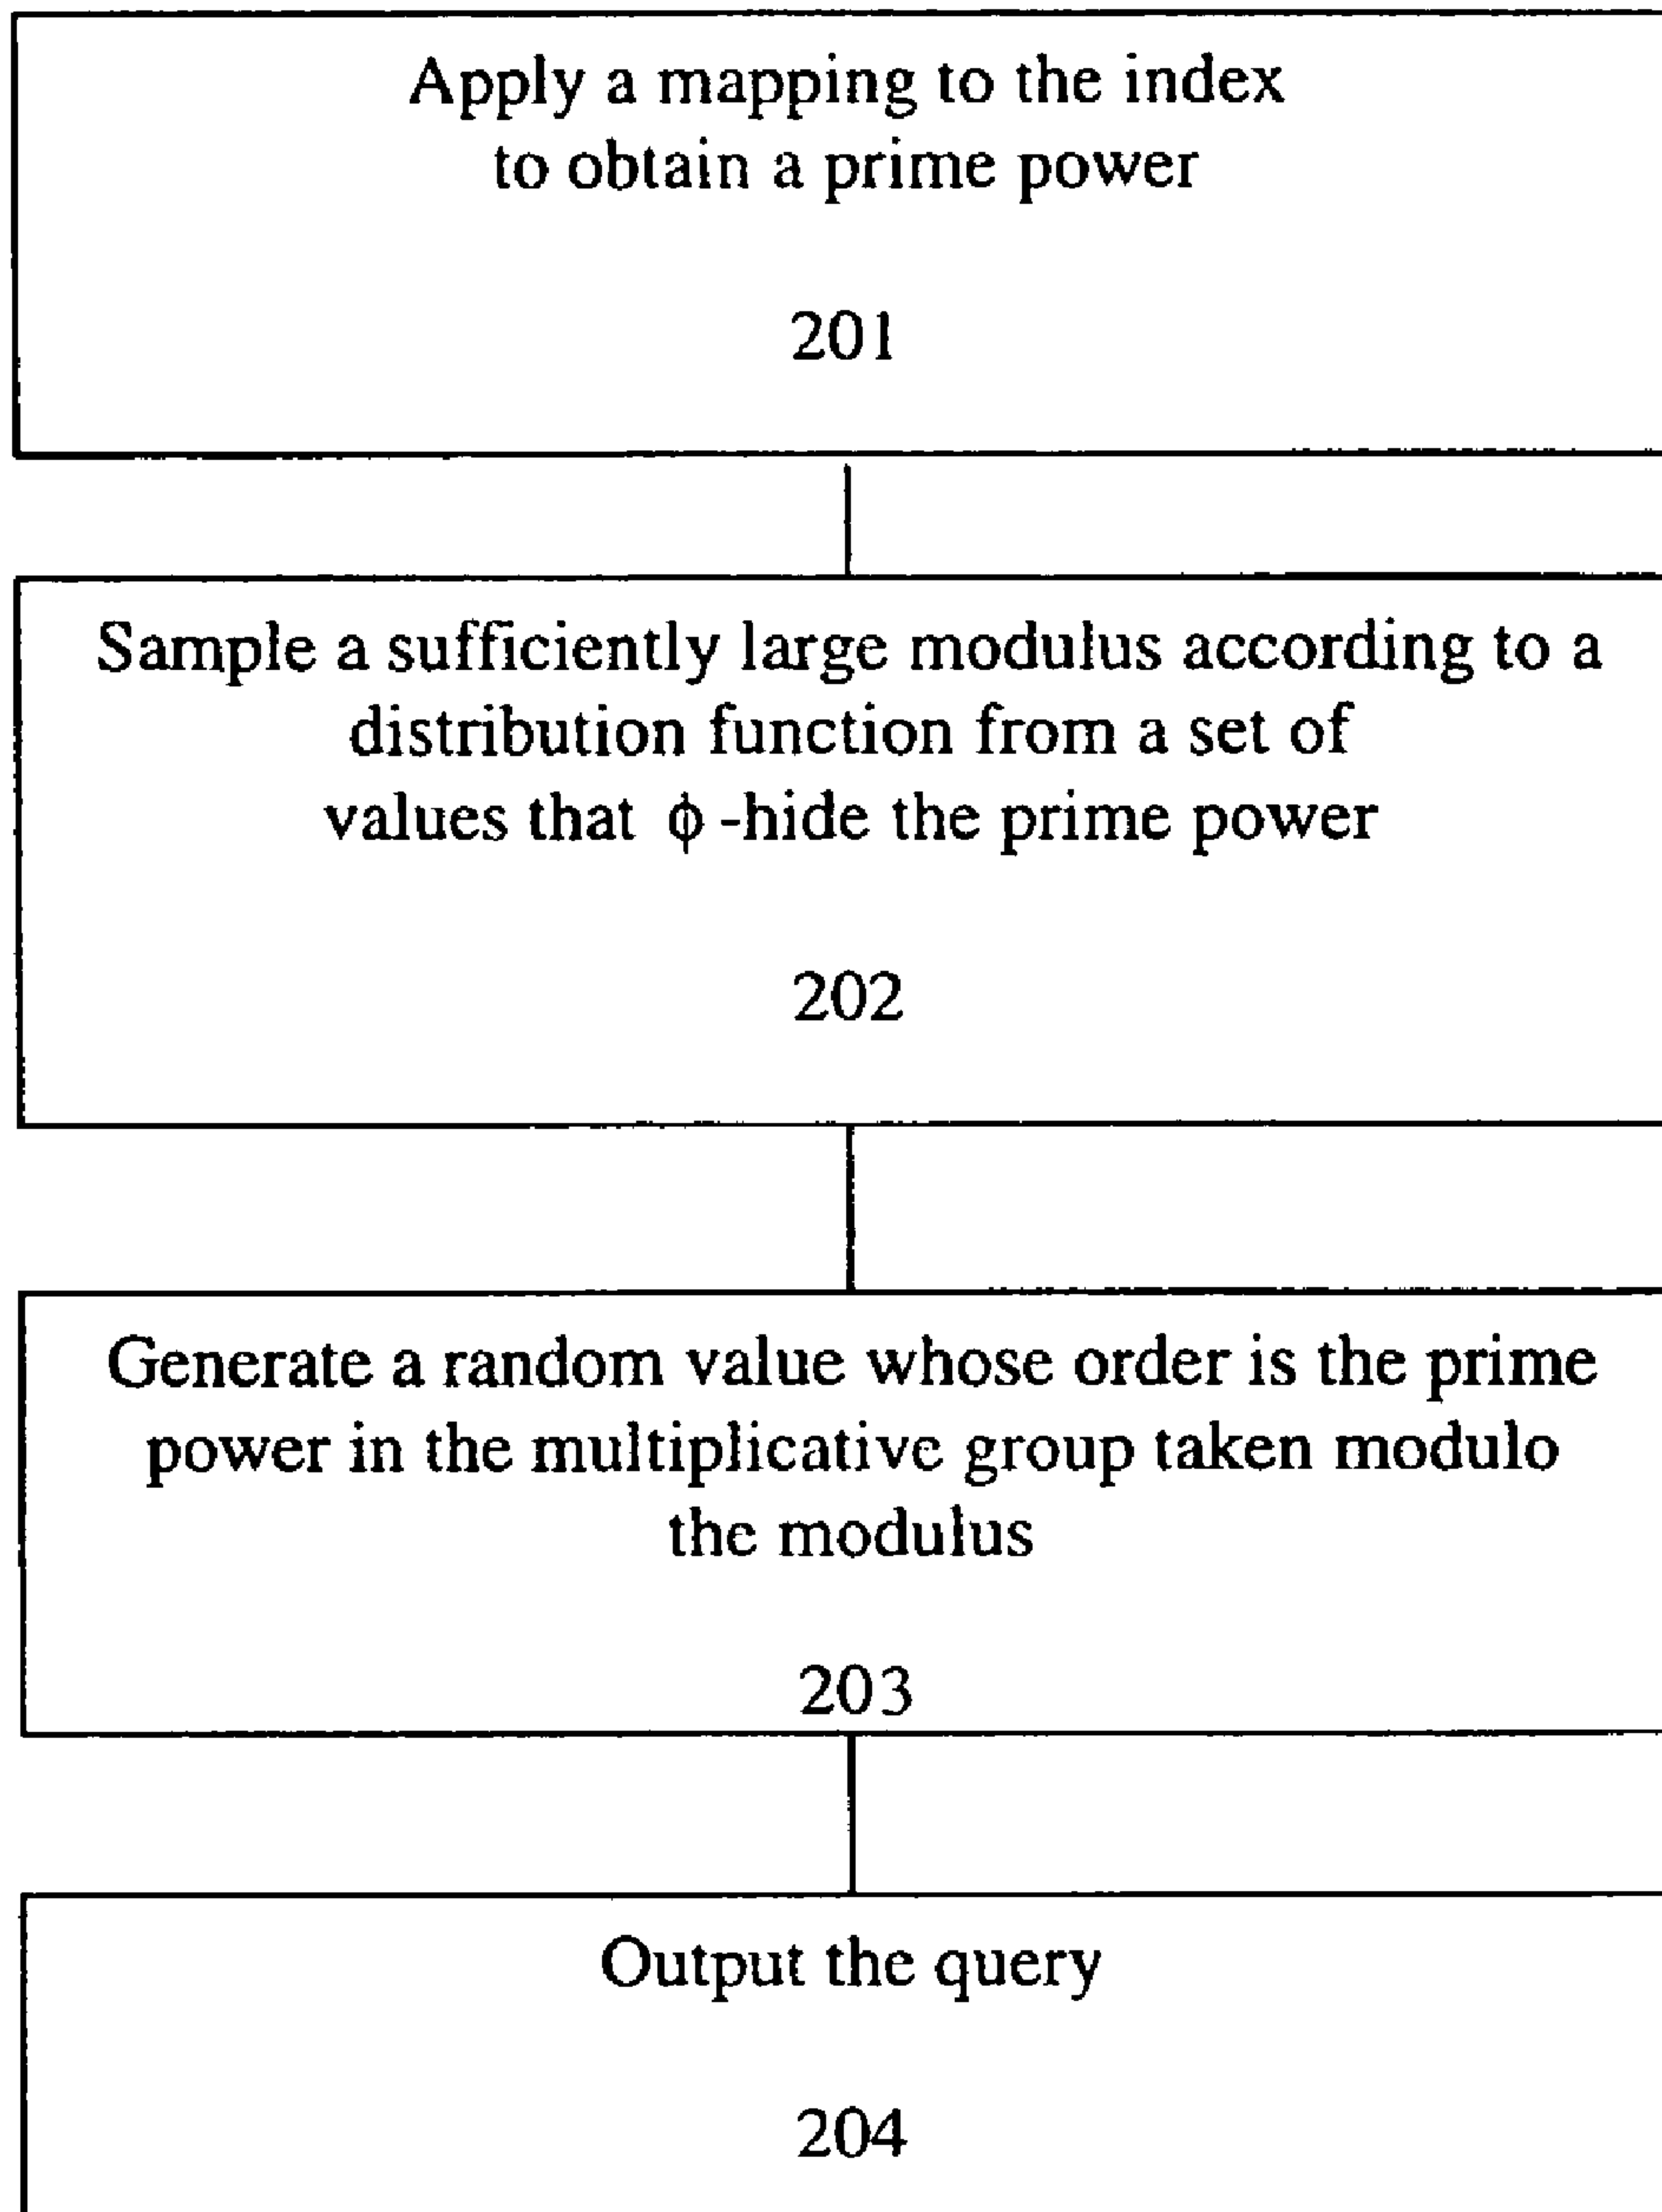 Apply a mapping to the index
to obtain a prime power
201
Sample a sufficiently large modulus according to a
distribution function from a set of
values that ϕ -hide the prime power
202
Generate a random value whose order is the prime
power in the multiplicative group taken modulo
the modulus
203
Output the query
204